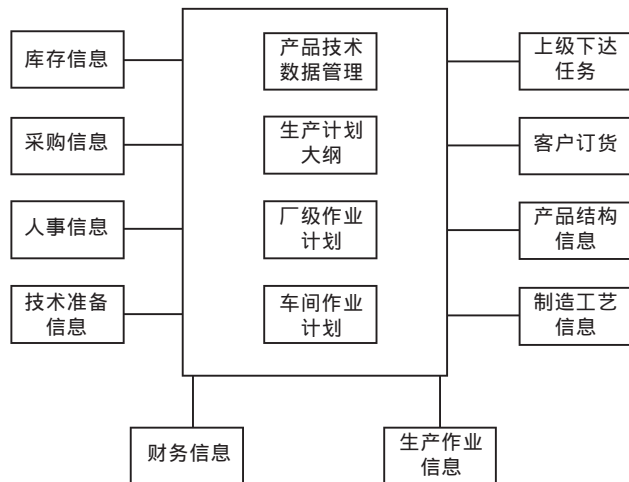 库存信息
产品技术
数据管理
上级下达
任务
采购信息
生产计划
大纲
客户订货
人事信息
厂级作业
计划
产品结构
信息
技术准备
信息
车间作业
计划
制造工艺
信息
财务信息
生产作业
信息